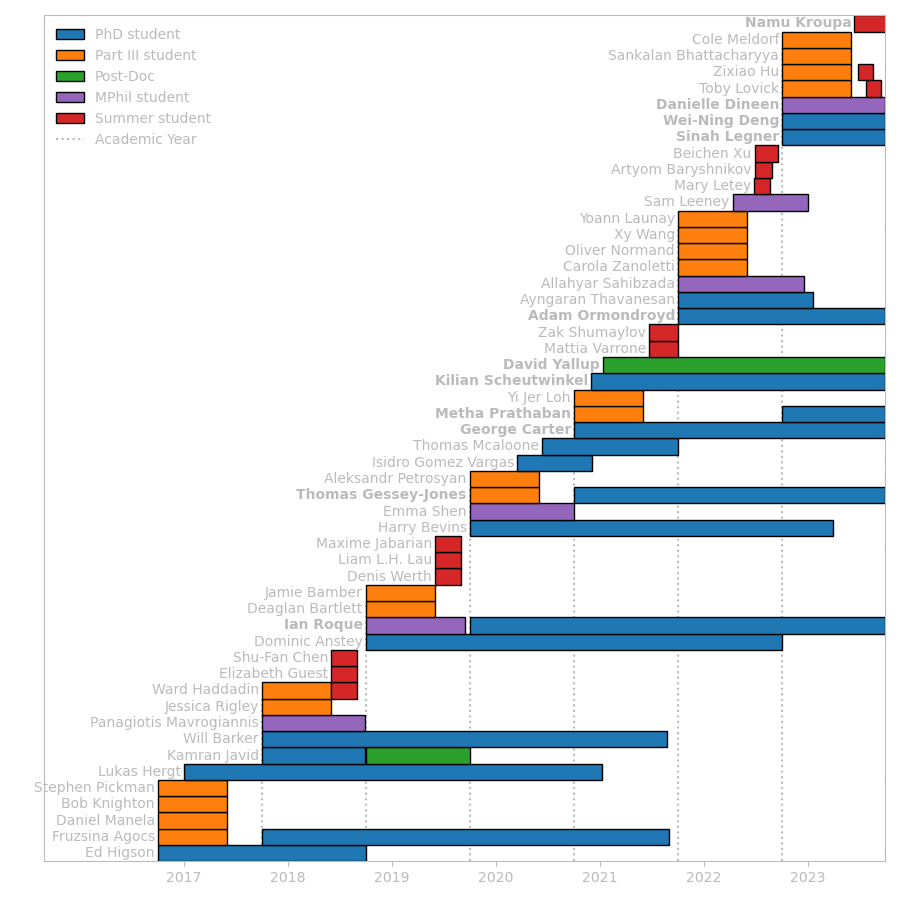 PhD student
Part III student
Post-Doc
MPhil student
Summer student
Academic Year
Namu Kroupa
Cole Meldorf
Sankalan Bhattacharyya
Zixiao Hu
Toby Lovick
Danielle Dineen
Wei-Ning Deng
Sinah Legner
Beichen Xu
Artyom Baryshnikov
Mary Letey
Sam Leeney
Yoann Launay
Xy Wang
Oliver Normand
Carola Zanoletti
Allahyar Sahibzada
Ayngaran Thavanesan
Adam Ormondroyd
Zak Shumaylov
Mattia Varrone
David Yallup
Kilian Scheutwinkel
Yi Jer Loh
Metha Prathaban
George Carter
Thomas Mcaloone
Isidro Gomez Vargas
Aleksandr Petrosyan
Thomas Gessey-Jones
Emma Shen
Harry Bevins
Maxime Jabarian
Liam L.H. Lau
Denis Werth
Jamie Bamber
Deaglan Bartlett
Ian Roque
Dominic Anstey
Shu-Fan Chen
Elizabeth Guest
Ward Haddadin
Jessica Rigley
Panagiotis Mavrogiannis
Will Barker
Kamran Javid
Lukas Hergt
Stephen Pickman
Bob Knighton
Daniel Manela
Fruzsina Agocs
Ed Higson
2017 2018 2019 2020 2021 2022 2023